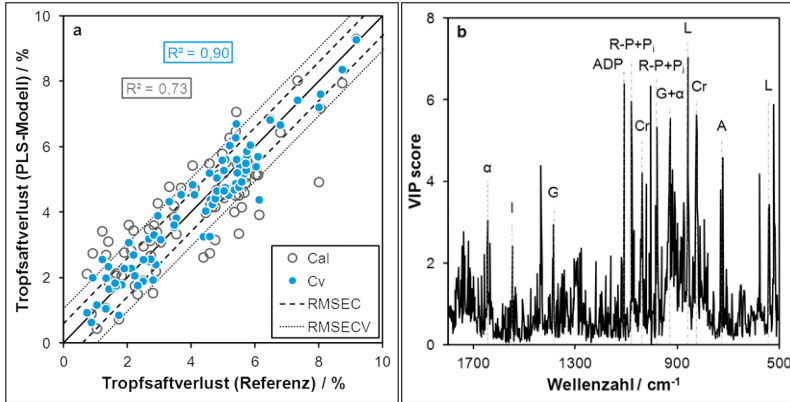 a
R² = 0,90
R² = 0,73
Tropfsaftverlust (PLS-Modell) / %
10
8
6
4
2
0
Cal
Cv
RMSEC
RMSECV
0 2 4 6 8 10
Tropfsaftverlust (Referenz) / %
b
VIP score
8
6
4
2
0
L
R-P+Pi
ADP
R-P+Pi
G+α
Cr
Cr
A
L
α
I
G
1700 1300 900 500
Wellenzahl / cm⁻¹